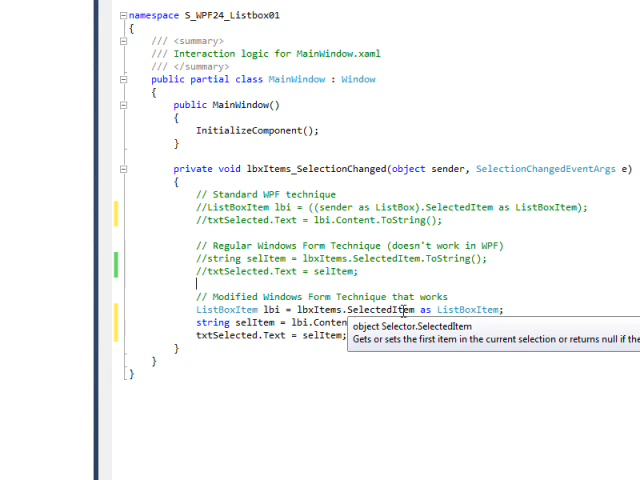 namespace S_WPF24_Listbox01
{
/// <summary>
/// Interaction logic for MainWindow.xaml
/// </summary>
public partial class MainWindow : Window
{
public MainWindow()
{
InitializeComponent();
}
private void lbxItems_SelectionChanged(object sender, SelectionChangedEventArgs e)
{
// Standard WPF technique
//ListBoxItem lbi = ((sender as ListBox).SelectedItem as ListBoxItem);
//txtSelected.Text = lbi.Content.ToString();
// Regular Windows Form Technique (doesn't work in WPF)
//string selItem = lbxItems.SelectedItem.ToString();
//txtSelected.Text = selItem;
// Modified Windows Form Technique that works
ListBoxItem lbi = lbxItems.SelectedItem as ListBoxItem;
string selItem = lbi.Conten
object Selector.SelectedItem
txtSelected.Text = selItem;
Gets or sets the first item in the current selection or returns null if the
}
}
}